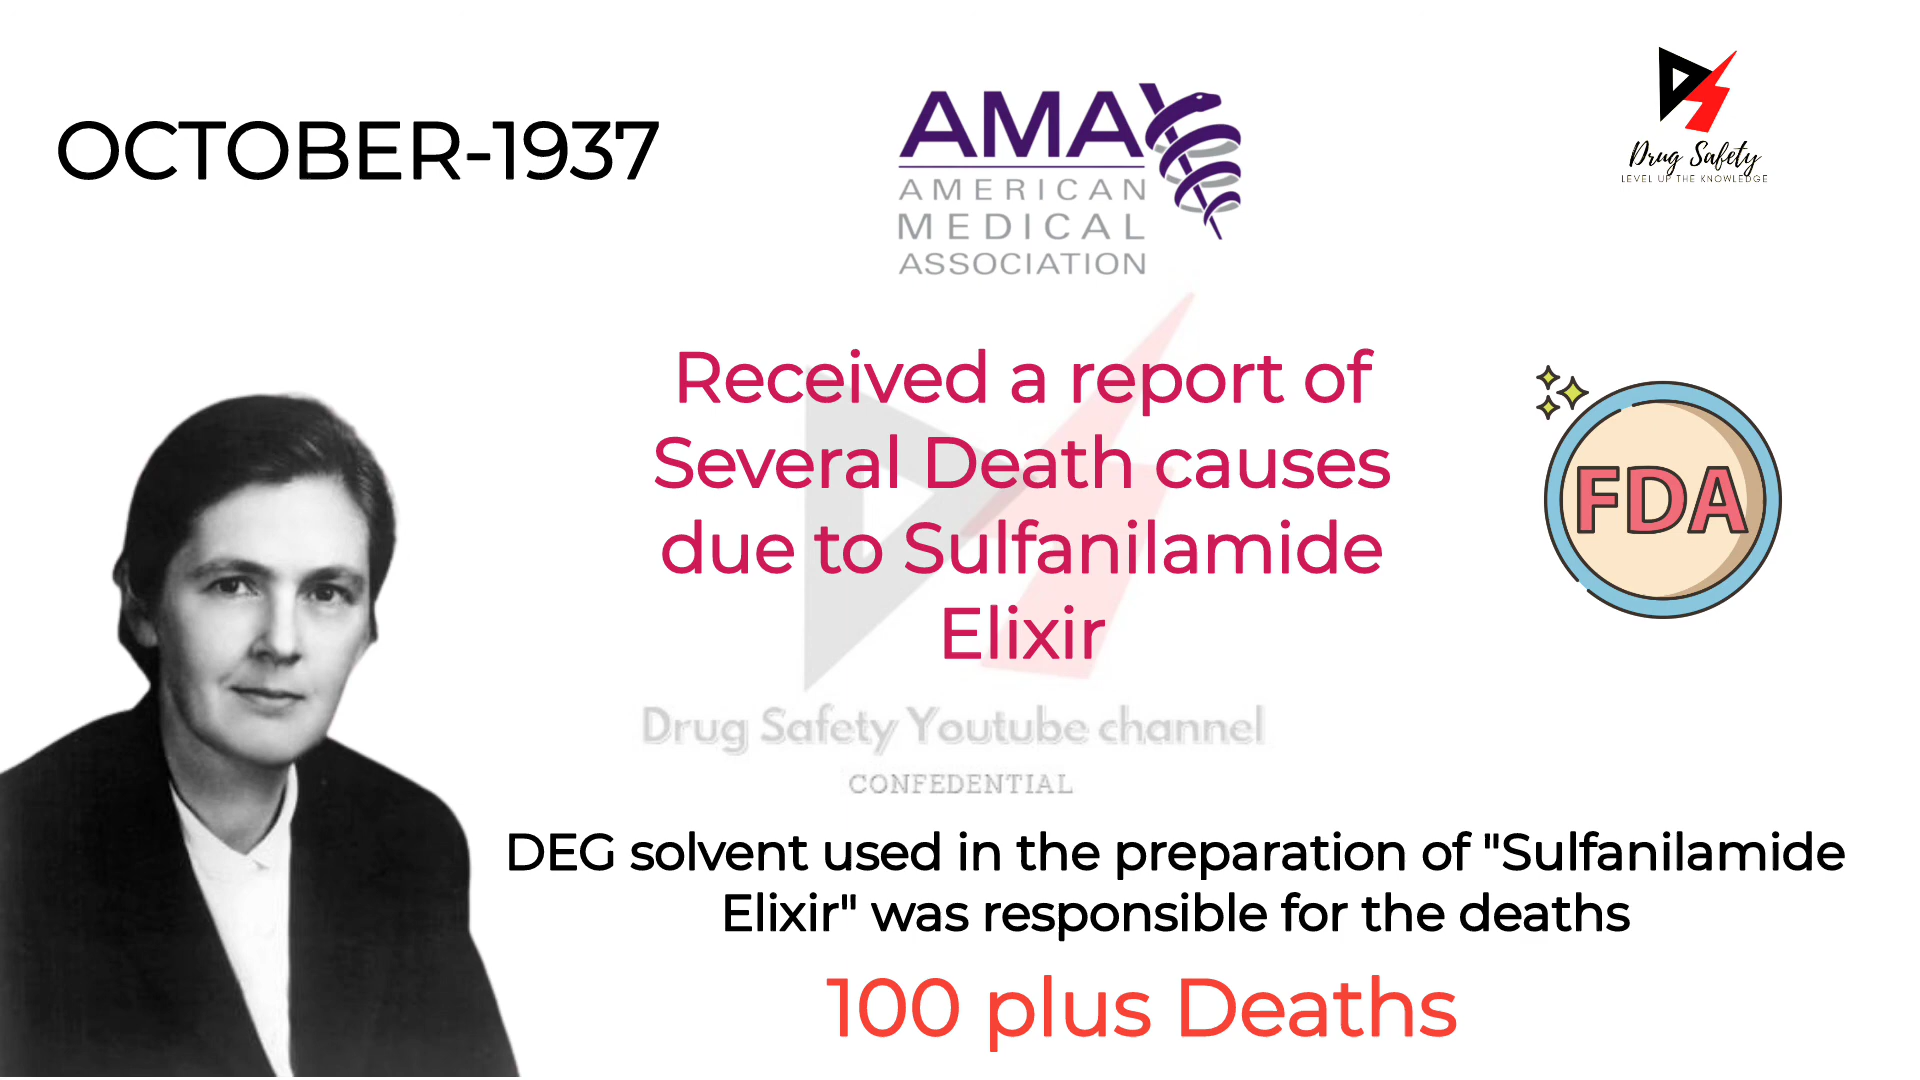 OCTOBER-1937
AMA
AMERICAN
MEDICAL
ASSOCIATION
Drug Safety
LEVEL UP THE KNOWLEDGE
Received a report of
Several Death causes
due to Sulfanilamide
Elixir
FDA
Drug Safety Youtube channel
CONFEDENTIAL
DEG solvent used in the preparation of "Sulfanilamide
Elixir" was responsible for the deaths
100 plus Deaths